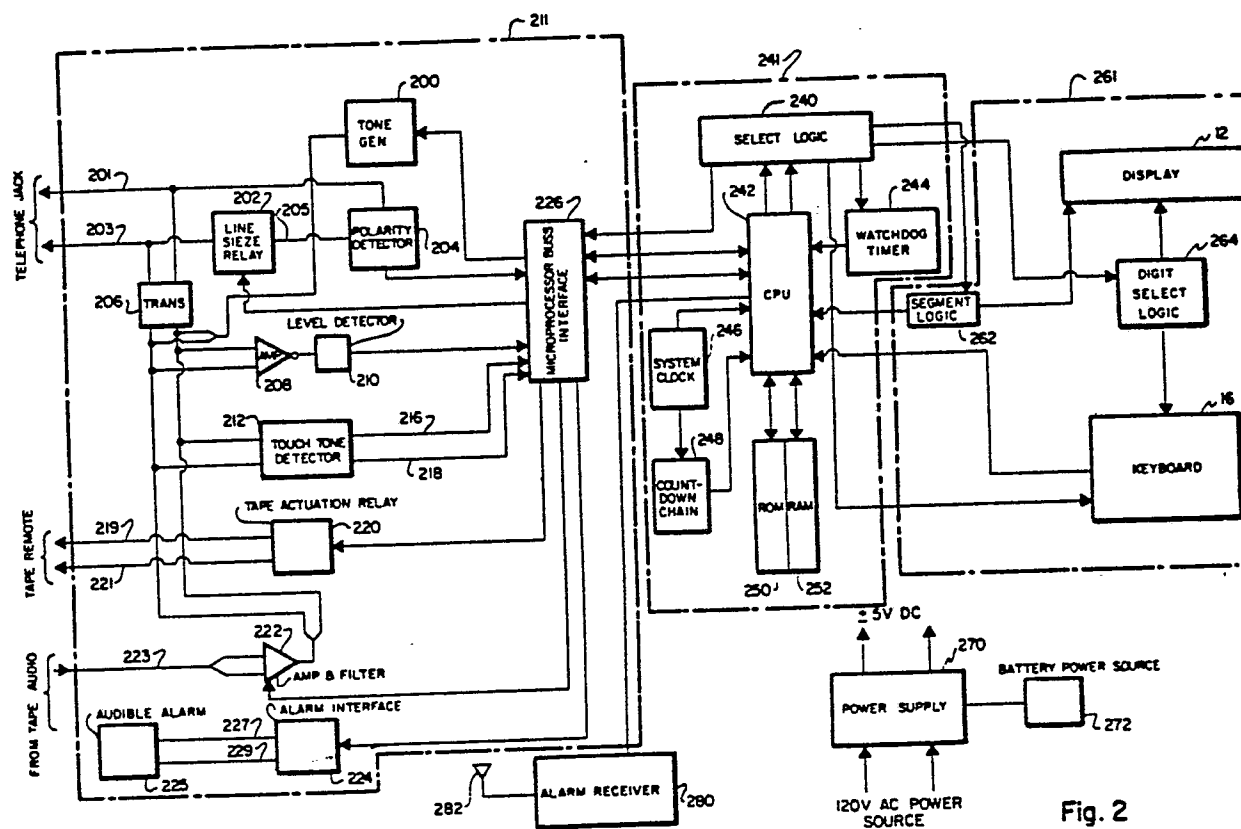 211
200
TONE
GEN
241
240
SELECT LOGIC
261
12
DISPLAY
TELEPHONE JACK
201
203
202
LINE
SIEZE
RELAY
205
POLARITY
DETECTOR
204
226
MICROPROCESSOR BUSS
INTERFACE
242
CPU
244
WATCHDOG
TIMER
264
DIGIT
SELECT
LOGIC
SEGMENT
LOGIC
262
206
TRANS
LEVEL DETECTOR
AMP
208
210
246
SYSTEM
CLOCK
212
TOUCH TONE
DETECTOR
216
218
248
COUNT-
DOWN
CHAIN
ROM
RAM
250
252
16
KEYBOARD
TAPE REMOTE
TAPE ACTUATION RELAY
219
221
220
FROM TAPE AUDIO
223
222
AMP & FILTER
ALARM INTERFACE
AUDIBLE ALARM
227
229
225
224
282
ALARM RECEIVER
280
± 5V DC
270
POWER SUPPLY
BATTERY POWER SOURCE
272
120V AC POWER
SOURCE
Fig. 2